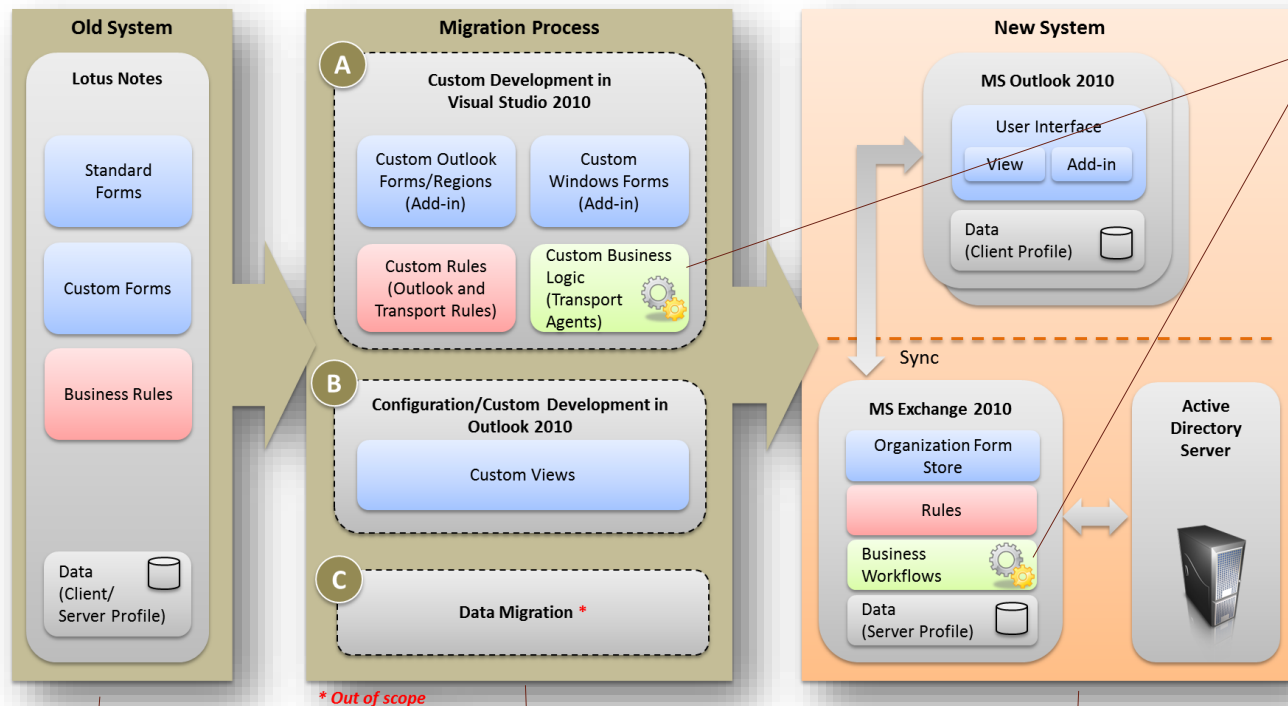 Old System
Lotus Notes
Standard
Forms
Custom Forms
Business Rules
Data
(Client/
Server Profile)
Migration Process
A
Custom Development in
Visual Studio 2010
Custom Outlook
Forms/Regions
(Add-in)
Custom
Windows Forms
(Add-in)
Custom Rules
(Outlook and
Transport Rules)
Custom Business
Logic
(Transport
Agents)
B
Configuration/Custom Development in
Outlook 2010
Custom Views
C
Data Migration *
* Out of scope
New System
MS Outlook 2010
User Interface
View
Add-in
Data
(Client Profile)
Sync
MS Exchange 2010
Organization Form
Store
Rules
Business
Workflows
Data
(Server Profile)
Active
Directory
Server